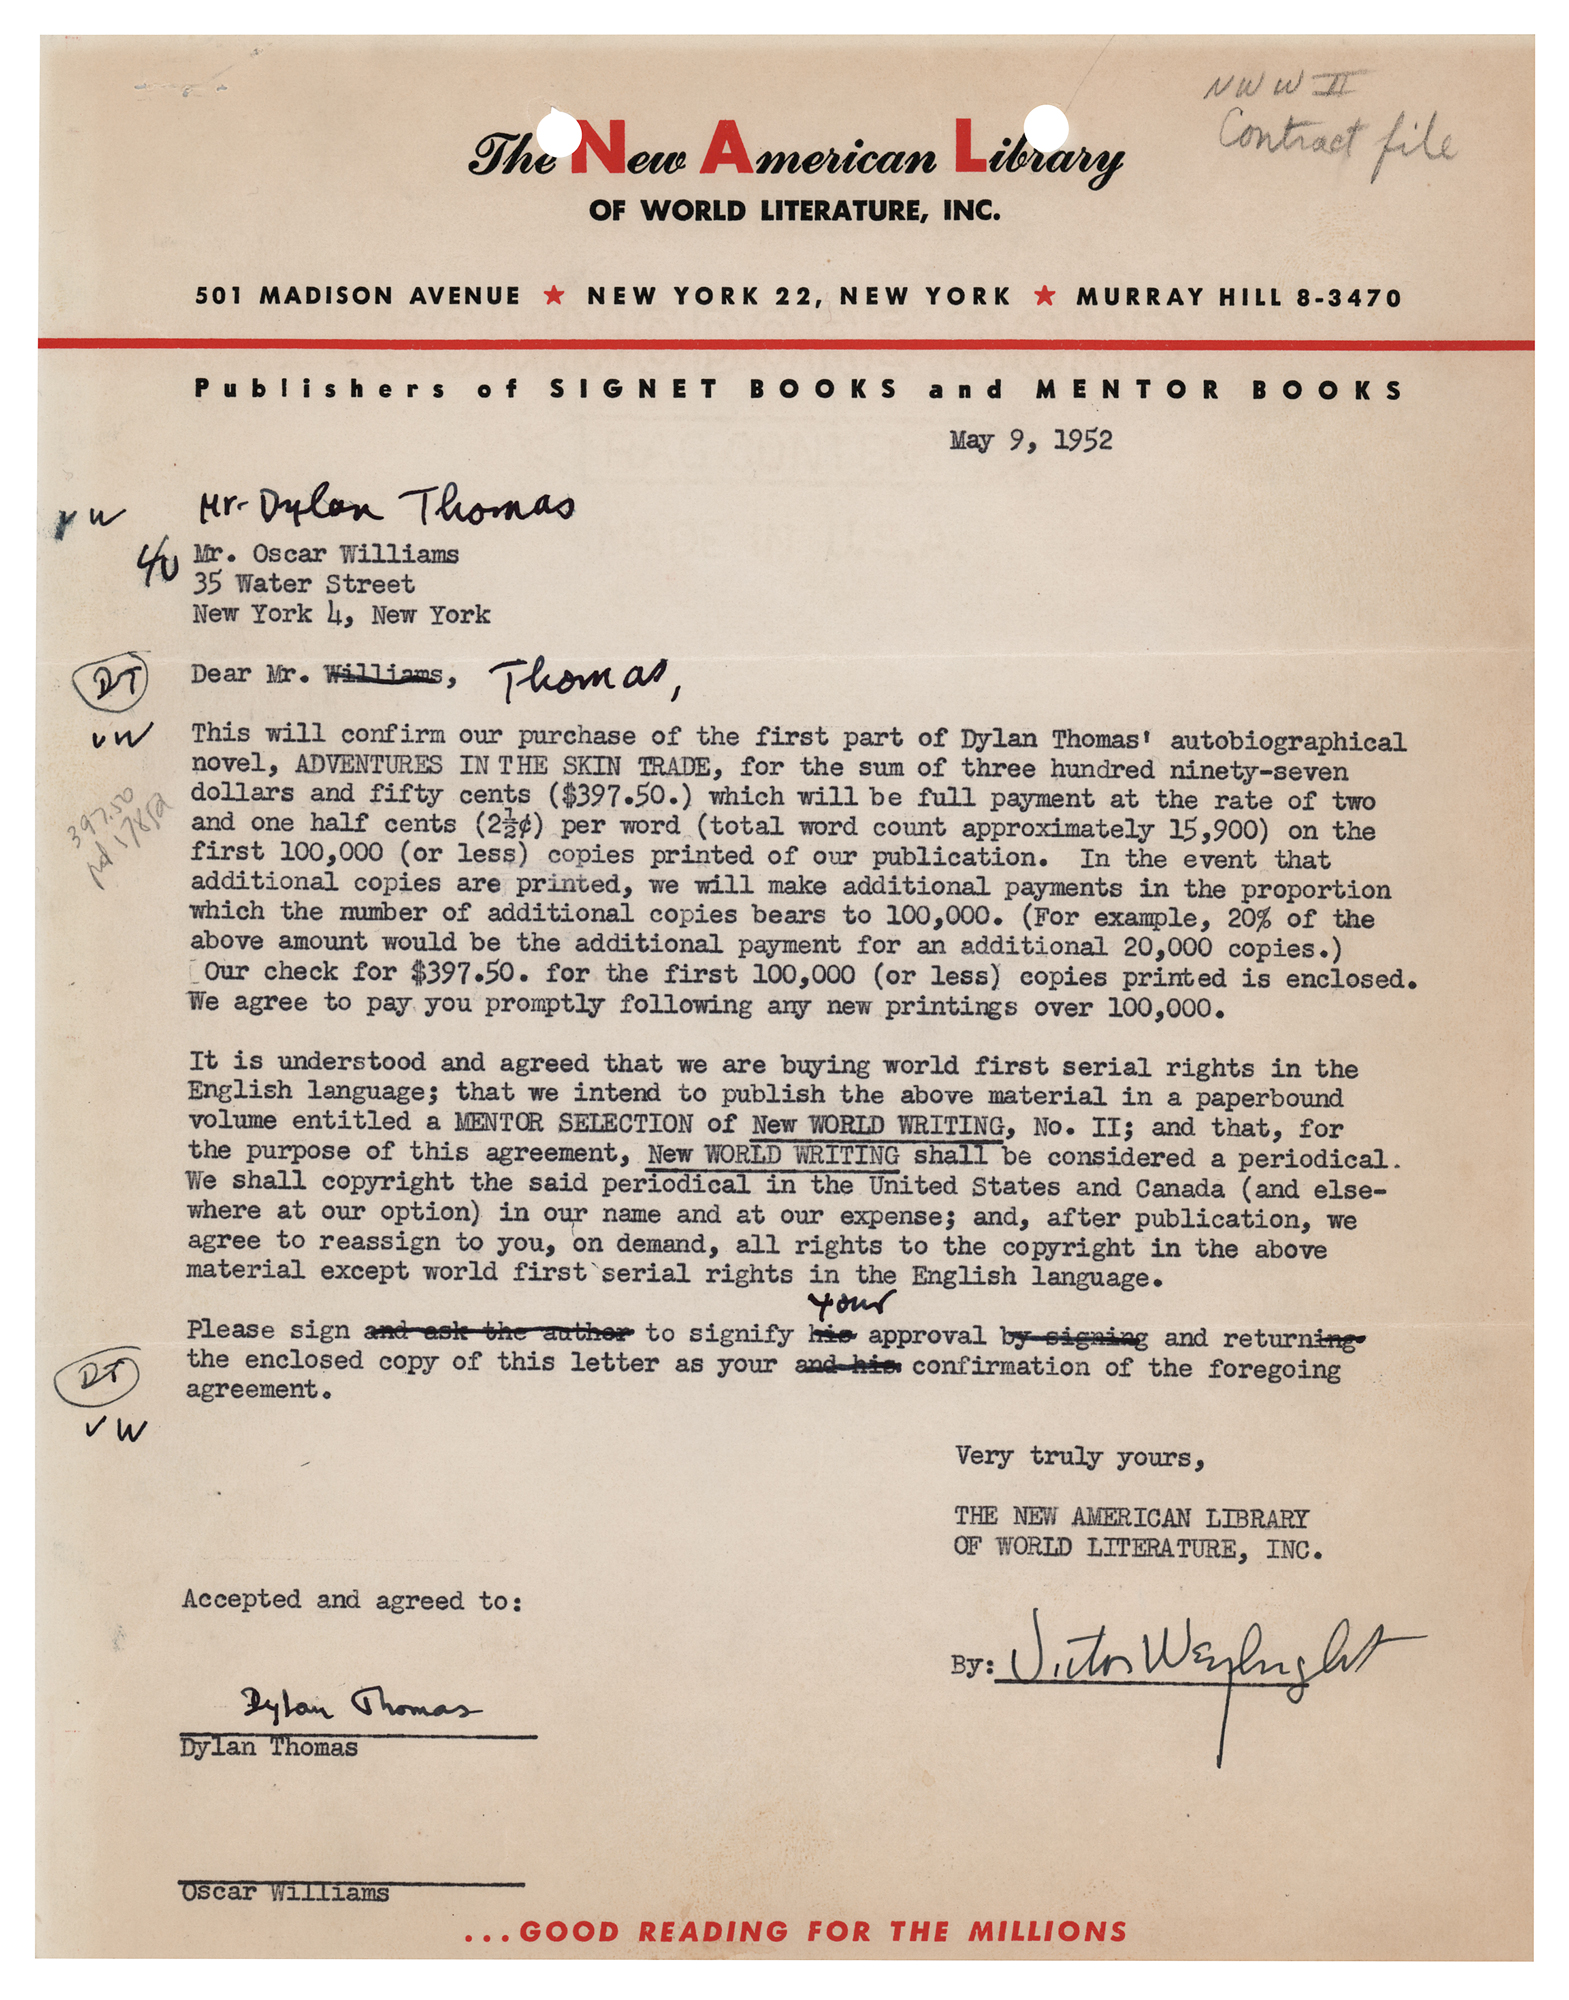 NWW II
Contract file
The New American Library
OF WORLD LITERATURE, INC.
501 MADISON AVENUE ★ NEW YORK 22, NEW YORK ★ MURRAY HILL 8-3470
Publishers of SIGNET BOOKS and MENTOR BOOKS
May 9, 1952
VW Mr. Dylan Thomas
c/o Mr. Oscar Williams
35 Water Street
New York 4, New York
DT Dear Mr. Williams, Thomas,
VW
This will confirm our purchase of the first part of Dylan Thomas' autobiographical
novel, ADVENTURES IN THE SKIN TRADE, for the sum of three hundred ninety-seven
dollars and fifty cents ($397.50.) which will be full payment at the rate of two
and one half cents (2½¢) per word (total word count approximately 15,900) on the
first 100,000 (or less) copies printed of our publication. In the event that
additional copies are printed, we will make additional payments in the proportion
which the number of additional copies bears to 100,000. (For example, 20% of the
above amount would be the additional payment for an additional 20,000 copies.)
Our check for $397.50. for the first 100,000 (or less) copies printed is enclosed.
We agree to pay you promptly following any new printings over 100,000.
397.50
pd
It is understood and agreed that we are buying world first serial rights in the
English language; that we intend to publish the above material in a paperbound
volume entitled a MENTOR SELECTION of New WORLD WRITING, No. II; and that, for
the purpose of this agreement, New WORLD WRITING shall be considered a periodical.
We shall copyright the said periodical in the United States and Canada (and else-
where at our option) in our name and at our expense; and, after publication, we
agree to reassign to you, on demand, all rights to the copyright in the above
material except world first serial rights in the English language.
your
Please sign and ask the author to signify his approval by signing and returning
the enclosed copy of this letter as your and his confirmation of the foregoing
agreement.
DT
VW
Very truly yours,
THE NEW AMERICAN LIBRARY
OF WORLD LITERATURE, INC.
Accepted and agreed to:
By: Victor Weybright
Dylan Thomas
Dylan Thomas
Oscar Williams
...GOOD READING FOR THE MILLIONS